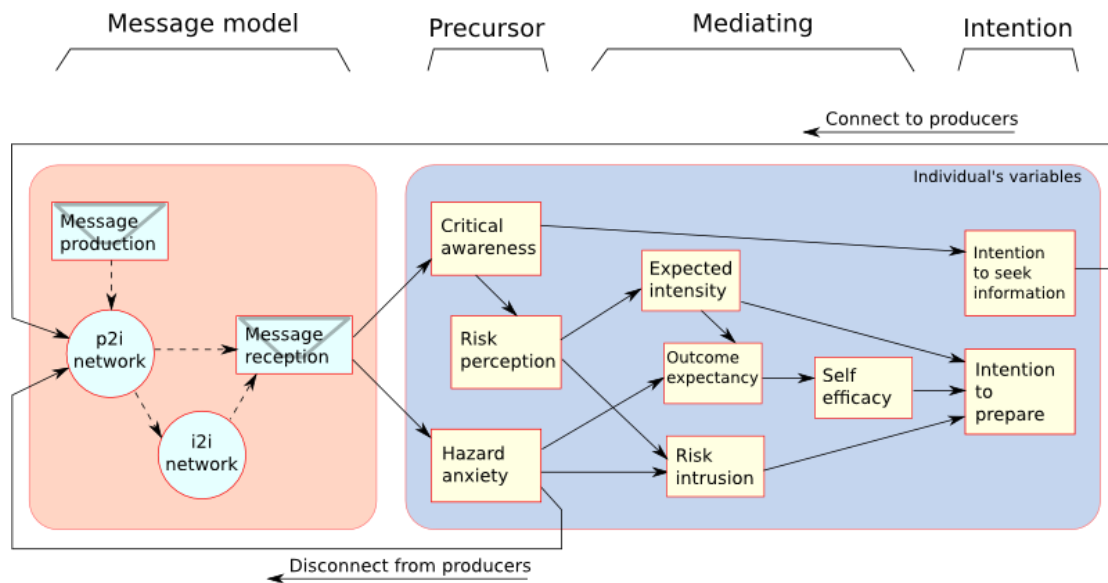 Message model
Precursor
Mediating
Intention
Connect to producers
Individual's variables
Message
production
p2i
network
i2i
network
Message
reception
Critical
awareness
Risk
perception
Hazard
anxiety
Expected
intensity
Outcome
expectancy
Self
efficacy
Risk
intrusion
Intention
to seek
information
Intention
to
prepare
Disconnect from producers